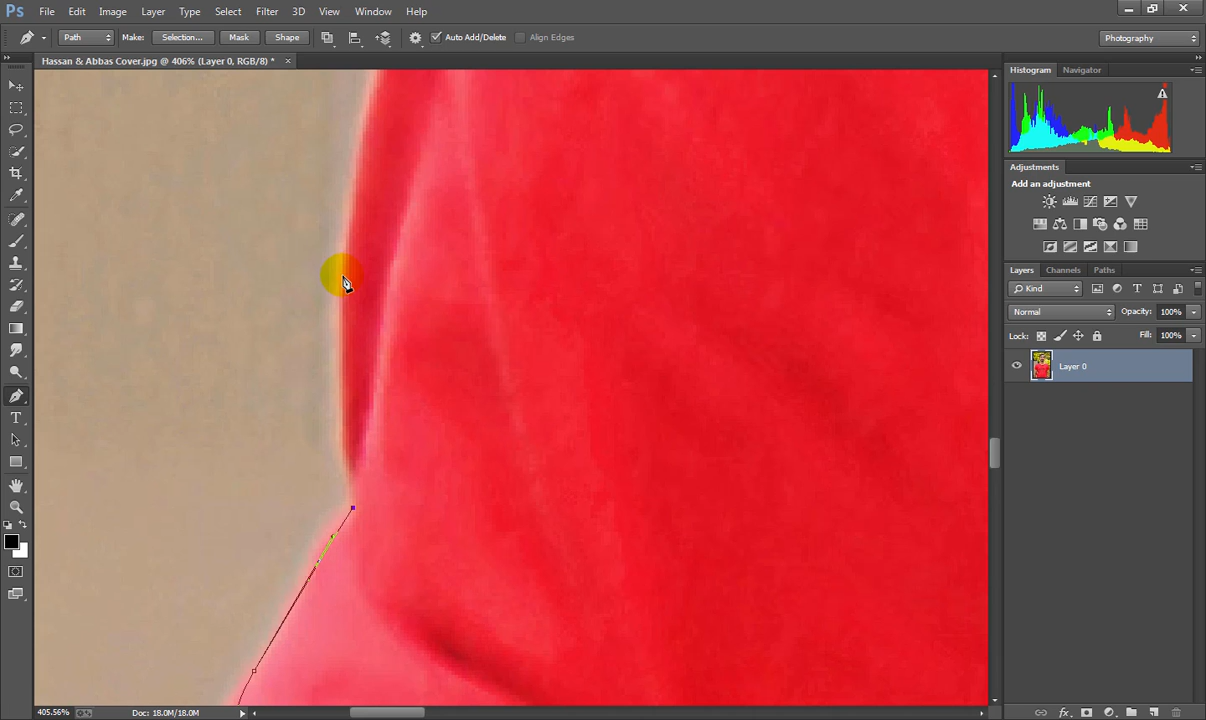 Ps File Edit Image Layer Type Select Filter 3D View Window Help
Path Make: Selection... Mask Shape Auto Add/Delete Align Edges Photography
Hassan & Abbas Cover.jpg @ 406% (Layer 0, RGB/8) *
Histogram Navigator
Adjustments
Add an adjustment
Layers Channels Paths
Kind
Normal Opacity: 100%
Lock: Fill: 100%
Layer 0
T
405.56% Doc: 18.0M/18.0M
fx